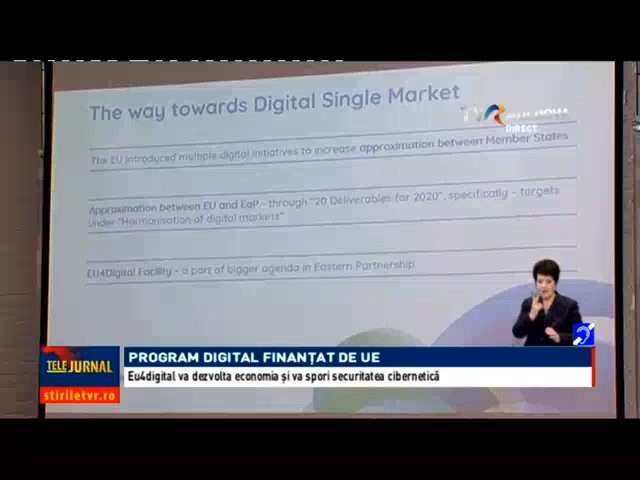 The way towards Digital Single Market
TVR
DIRECT
The EU introduced multiple digital initiatives to increase approximation between Member States
Approximation between EU and EaP - through "20 Deliverables for 2020", specifically - targets
under "Harmonisation of digital markets"
EU4Digital Facility - a part of bigger agenda in Eastern Partnership
TELEJURNAL
stiriletvr.ro
PROGRAM DIGITAL FINANȚAT DE UE
Eu4digital va dezvolta economia și va spori securitatea cibernetică